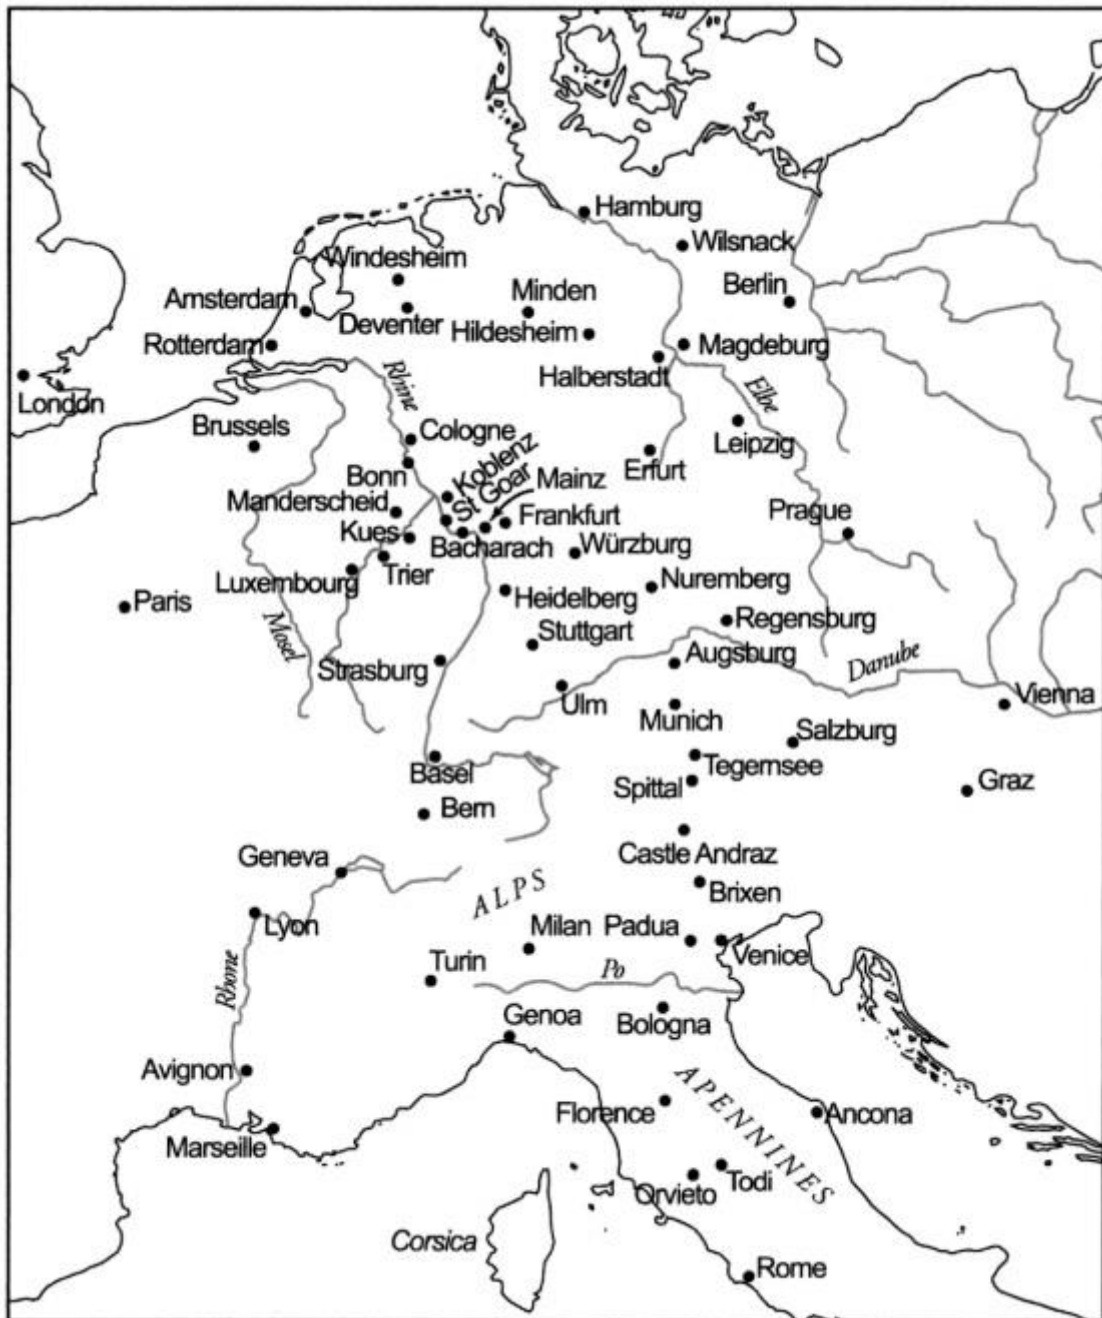 Hamburg
Wilsnack
Windesheim
Berlin
Amsterdam
Minden
Deventer
Hildesheim
Rotterdam
Magdeburg
Halberstadt
Rhine
London
Elbe
Brussels
Cologne
Leipzig
Koblenz
Erfurt
Bonn
St Goar
Mainz
Manderscheid
Frankfurt
Prague
Kues
Bacharach
Würzburg
Trier
Luxembourg
Nuremberg
Paris
Heidelberg
Regensburg
Stuttgart
Mosel
Augsburg
Danube
Strasburg
Ulm
Vienna
Munich
Salzburg
Tegernsee
Basel
Spittal
Graz
Bern
Castle Andraz
Geneva
ALPS
Brixen
Lyon
Milan
Padua
Venice
Turin
Po
Rhone
Genoa
Bologna
Avignon
APENNINES
Florence
Ancona
Marseille
Todi
Orvieto
Corsica
Rome